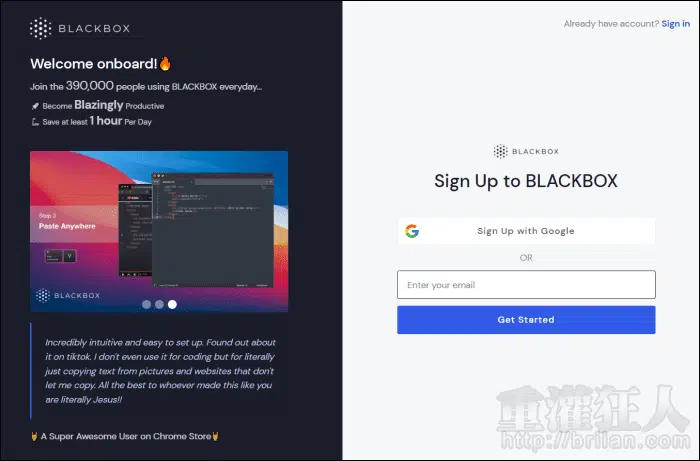 BLACKBOX
Welcome onboard!🔥
Join the 390,000 people using BLACKBOX everyday...
🚀 Become Blazingly Productive
Save at least 1 hour Per Day
Step 3
Paste Anywhere
V
BLACKBOX
Incredibly intuitive and easy to set up. Found out about
it on tiktok. I don't even use it for coding but for literally
just copying text from pictures and websites that don't
let me copy. All the best to whoever made this like you
are literally Jesus!!
🤘 A Super Awesome User on Chrome Store🤘
Already have account? Sign in
BLACKBOX
Sign Up to BLACKBOX
Sign Up with Google
OR
Enter your email
Get Started
重灌狂人
http://briian.com